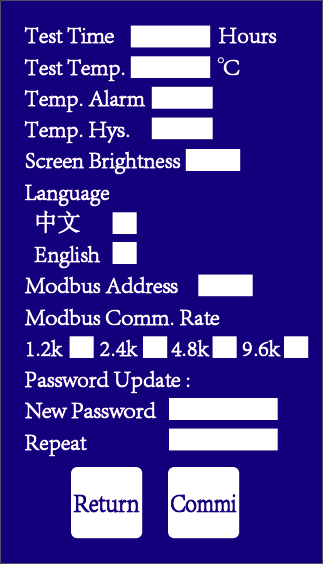 Test Time Hours
Test Temp. ℃
Temp. Alarm
Temp. Hys.
Screen Brightness
Language
中文
English
Modbus Address
Modbus Comm. Rate
1.2k 2.4k 4.8k 9.6k
Password Update :
New Password
Repeat
Return Commi